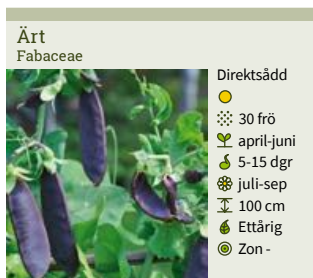 Ärt
Fabaceae
Direktsådd
30 frö
april-juni
5-15 dgr
juli-sep
100 cm
Ettårig
Zon -